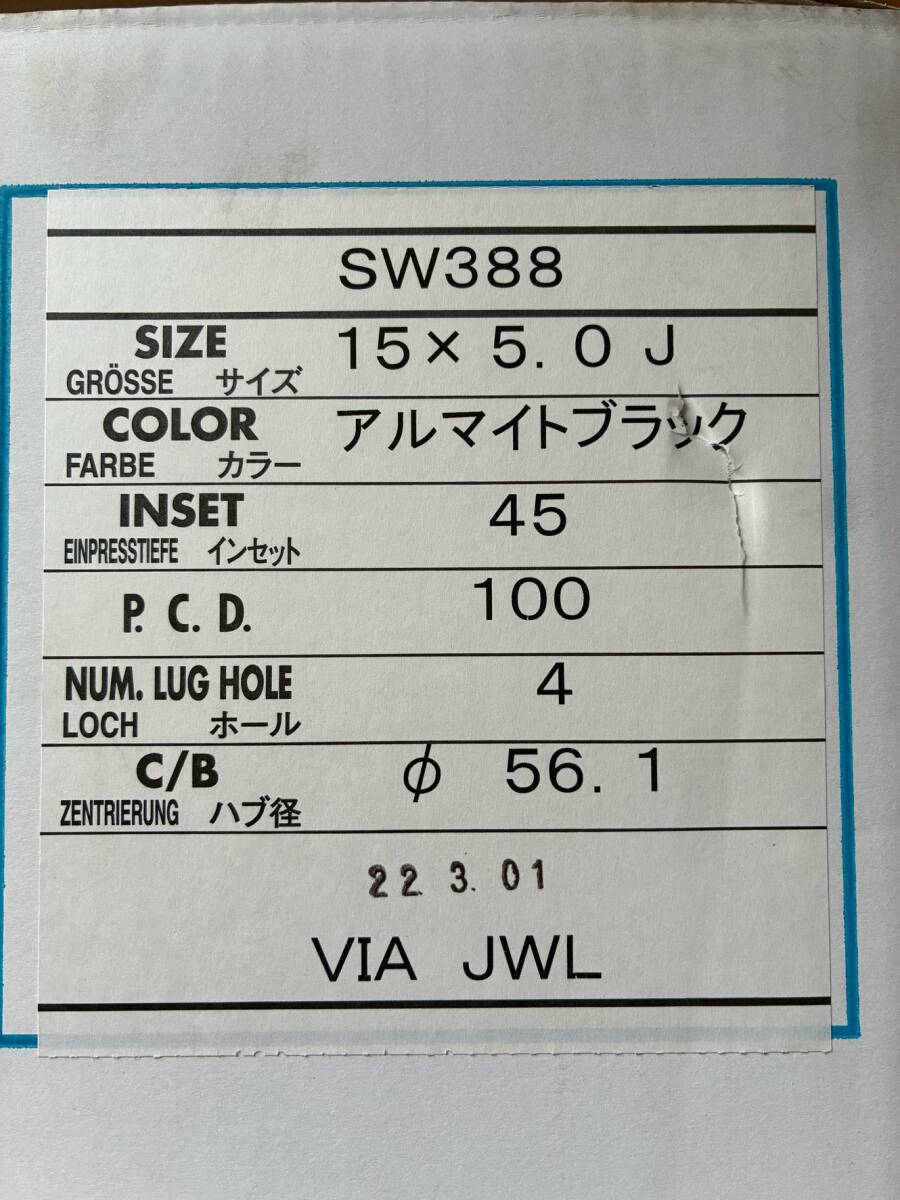 SW388
SIZE 15× 5. 0 J
GRÖSSE サイズ
COLOR アルマイトブラック
FARBE カラー
INSET 45
EINPRESSTIEFE インセット
P. C. D. 100
NUM. LUG HOLE 4
LOCH ホール
C/B φ 56. 1
ZENTRIERUNG ハブ径
22. 3. 01
VIA JWL